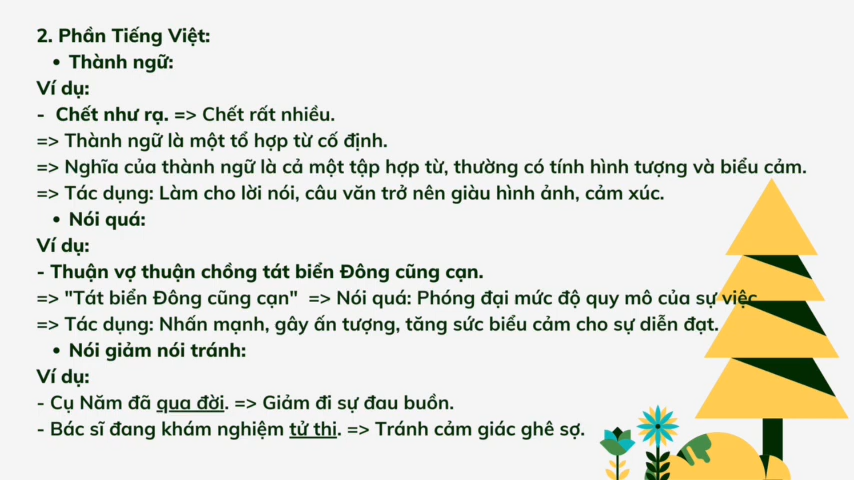 2. Phần Tiếng Việt:
• Thành ngữ:
Ví dụ:
- Chết như rạ. => Chết rất nhiều.
=> Thành ngữ là một tổ hợp từ cố định.
=> Nghĩa của thành ngữ là cả một tập hợp từ, thường có tính hình tượng và biểu cảm.
=> Tác dụng: Làm cho lời nói, câu văn trở nên giàu hình ảnh, cảm xúc.
• Nói quá:
Ví dụ:
- Thuận vợ thuận chồng tát biển Đông cũng cạn.
=> "Tát biển Đông cũng cạn" => Nói quá: Phóng đại mức độ quy mô của sự việc
=> Tác dụng: Nhấn mạnh, gây ấn tượng, tăng sức biểu cảm cho sự diễn đạt.
• Nói giảm nói tránh:
Ví dụ:
- Cụ Năm đã qua đời. => Giảm đi sự đau buồn.
- Bác sĩ đang khám nghiệm tử thi. => Tránh cảm giác ghê sợ.